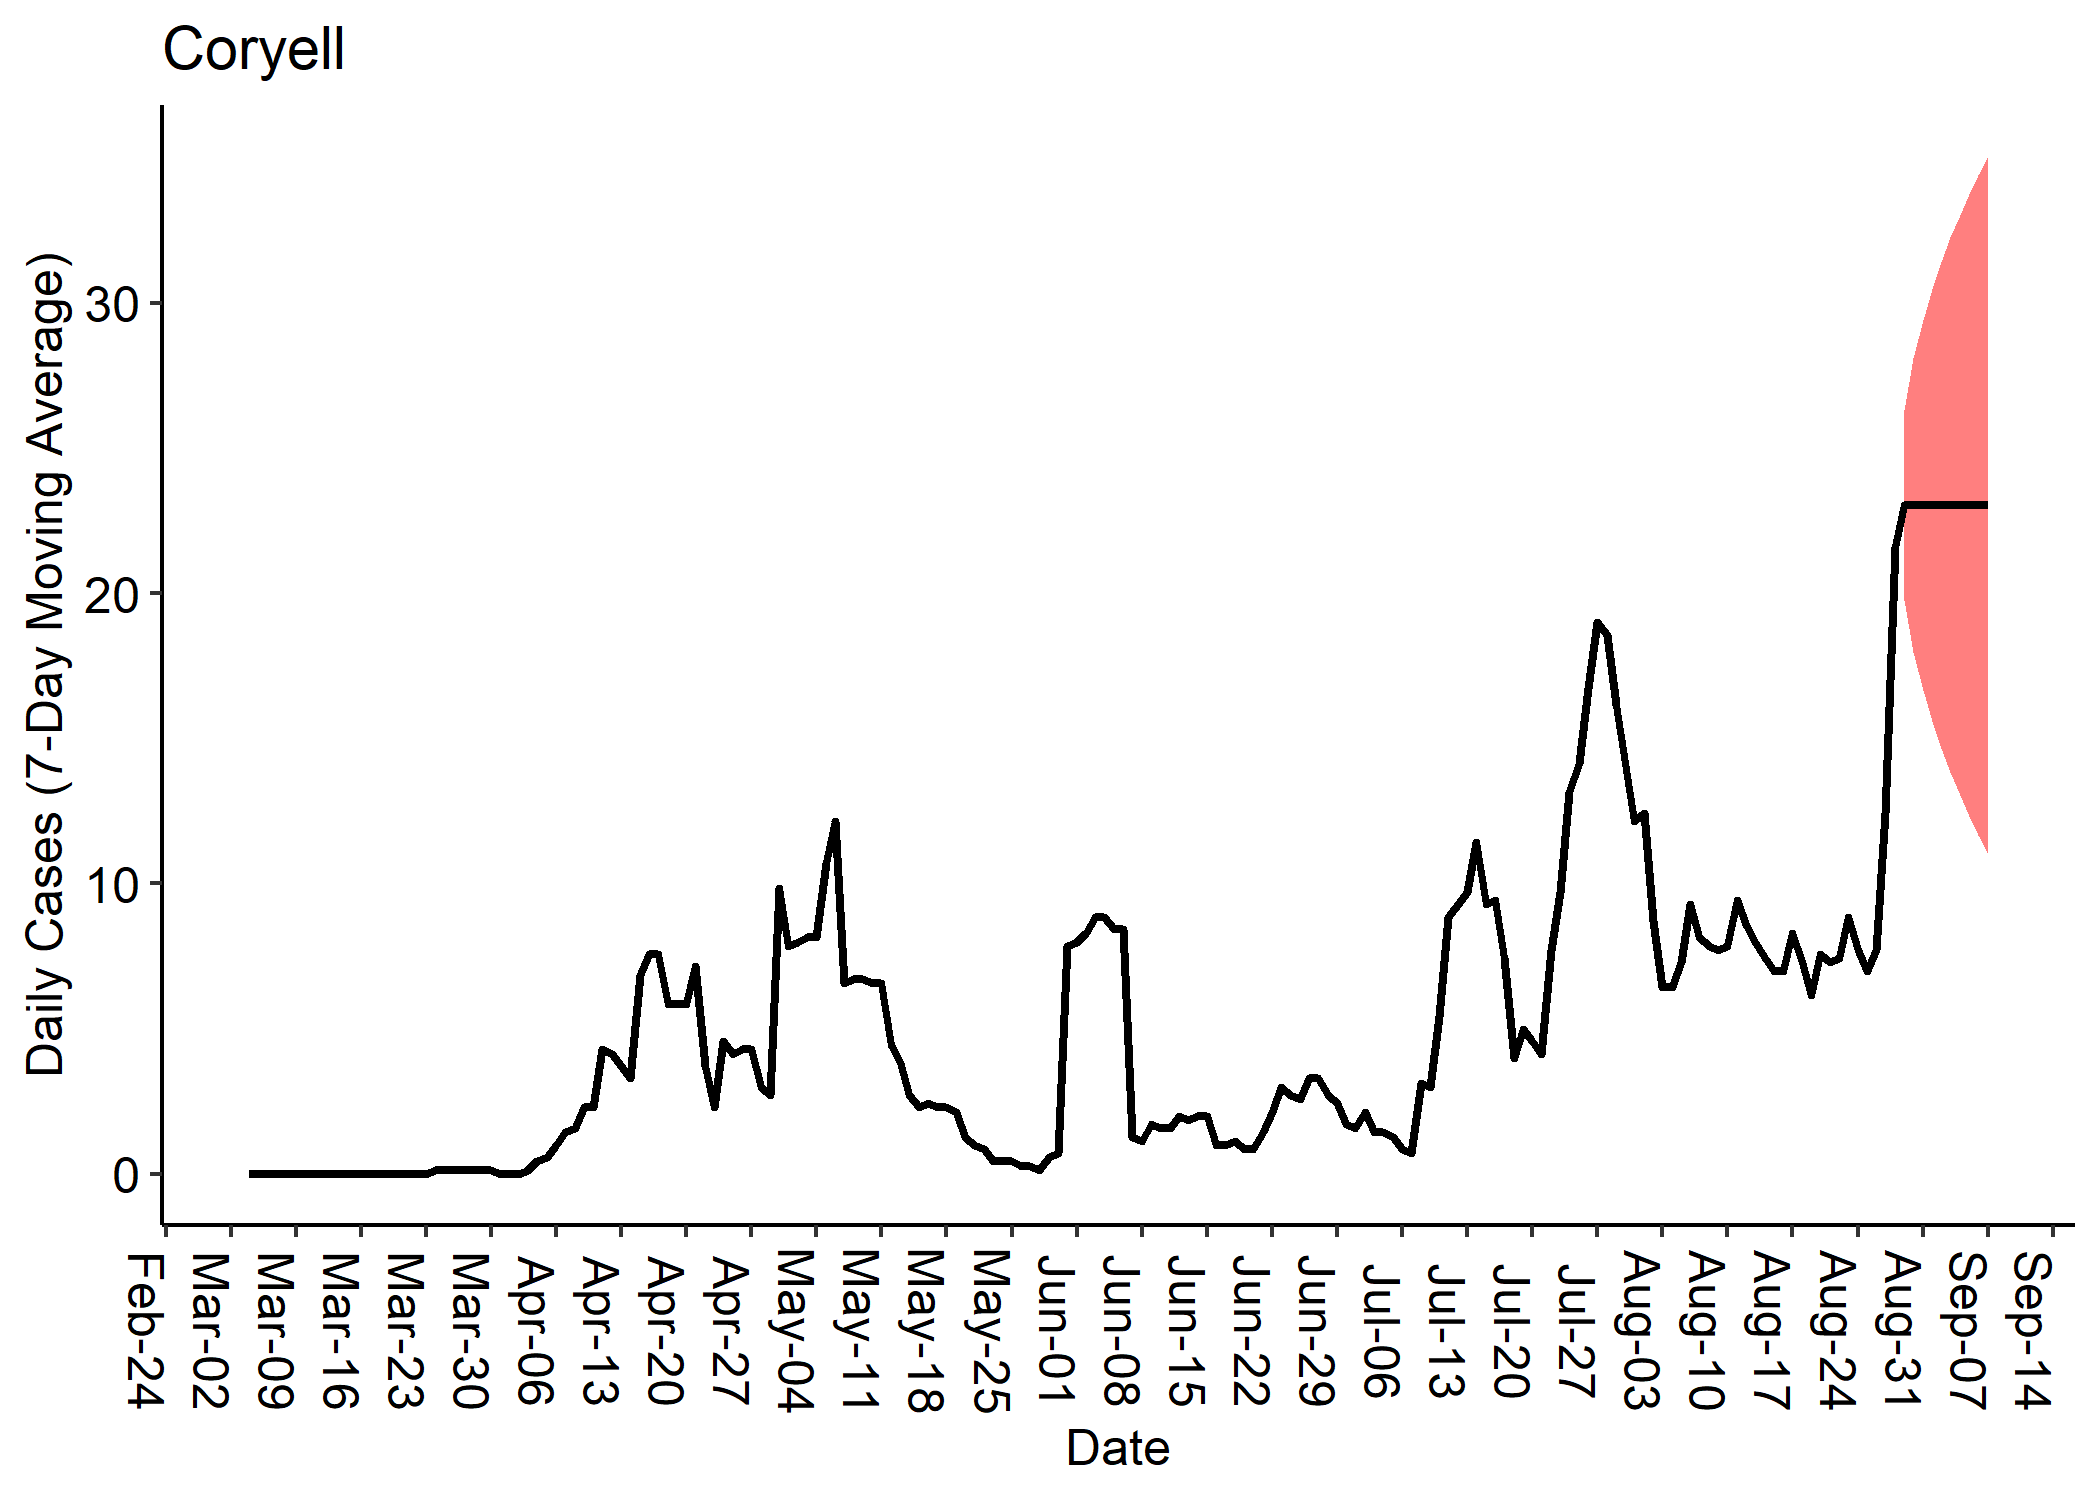 Coryell
Daily Cases (7-Day Moving Average)
30
20
10
0
Feb-24
Mar-02
Mar-09
Mar-16
Mar-23
Mar-30
Apr-06
Apr-13
Apr-20
Apr-27
May-04
May-11
May-18
May-25
Jun-01
Jun-08
Jun-15
Jun-22
Jun-29
Jul-06
Jul-13
Jul-20
Jul-27
Aug-03
Aug-10
Aug-17
Aug-24
Aug-31
Sep-07
Sep-14
Date